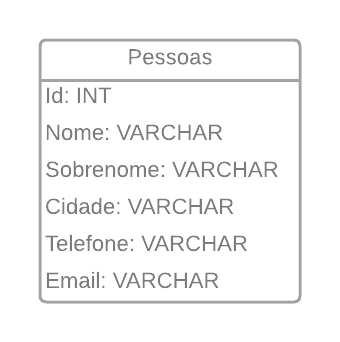 Pessoas
Id: INT
Nome: VARCHAR
Sobrenome: VARCHAR
Cidade: VARCHAR
Telefone: VARCHAR
Email: VARCHAR